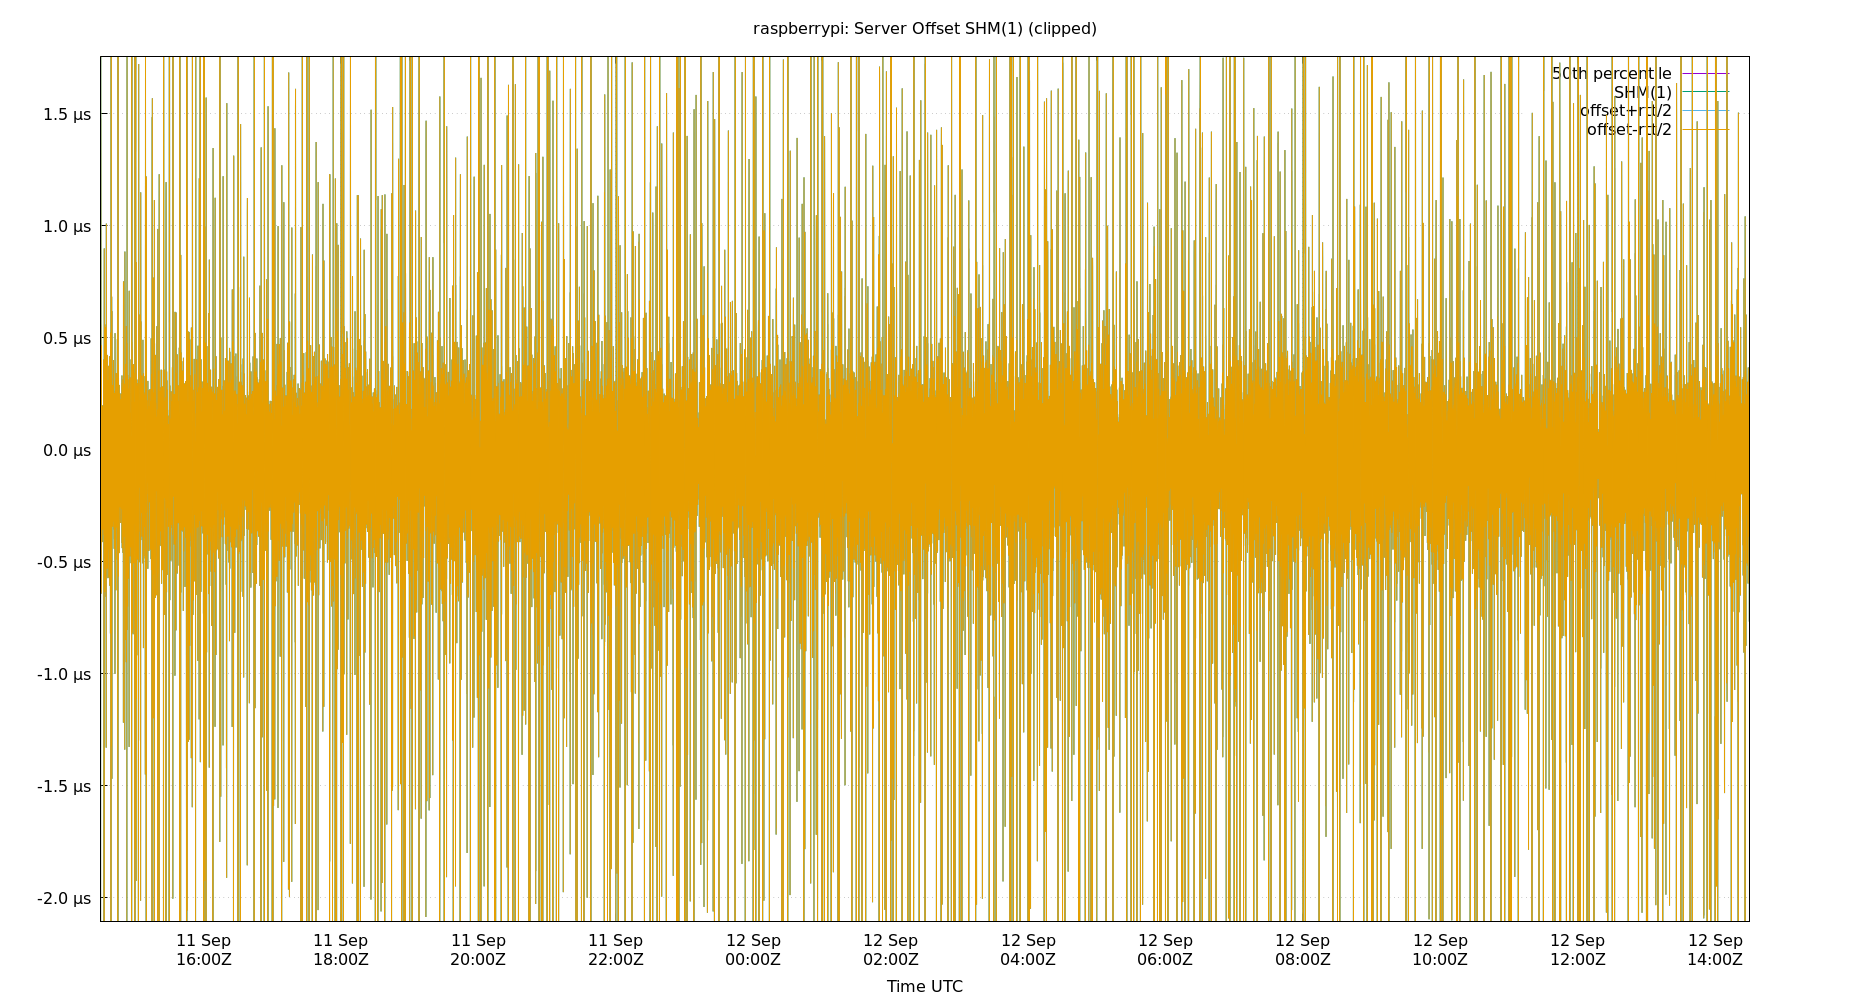 raspberrypi: Server Offset SHM(1) (clipped)
50th percentile
SHM(1)
offset+rtt/2
offset-rtt/2
1.5 µs
1.0 µs
0.5 µs
0.0 µs
-0.5 µs
-1.0 µs
-1.5 µs
-2.0 µs
11 Sep 11 Sep 11 Sep 11 Sep 12 Sep 12 Sep 12 Sep 12 Sep 12 Sep 12 Sep 12 Sep 12 Sep
16:00Z 18:00Z 20:00Z 22:00Z 00:00Z 02:00Z 04:00Z 06:00Z 08:00Z 10:00Z 12:00Z 14:00Z
Time UTC